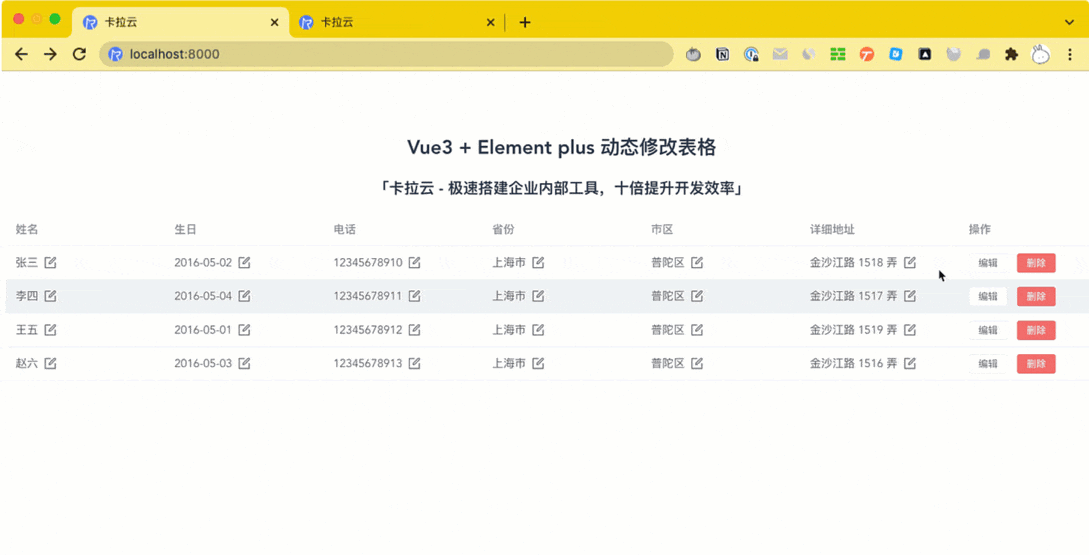 卡拉云
卡拉云
localhost:8000
Vue3 + Element plus 动态修改表格
「卡拉云 - 极速搭建企业内部工具，十倍提升开发效率」
姓名 生日 电话 省份 市区 详细地址 操作
张三 2016-05-02 12345678910 上海市 普陀区 金沙江路 1518 弄 编辑 删除
李四 2016-05-04 12345678911 上海市 普陀区 金沙江路 1517 弄 编辑 删除
王五 2016-05-01 12345678912 上海市 普陀区 金沙江路 1519 弄 编辑 删除
赵六 2016-05-03 12345678913 上海市 普陀区 金沙江路 1516 弄 编辑 删除